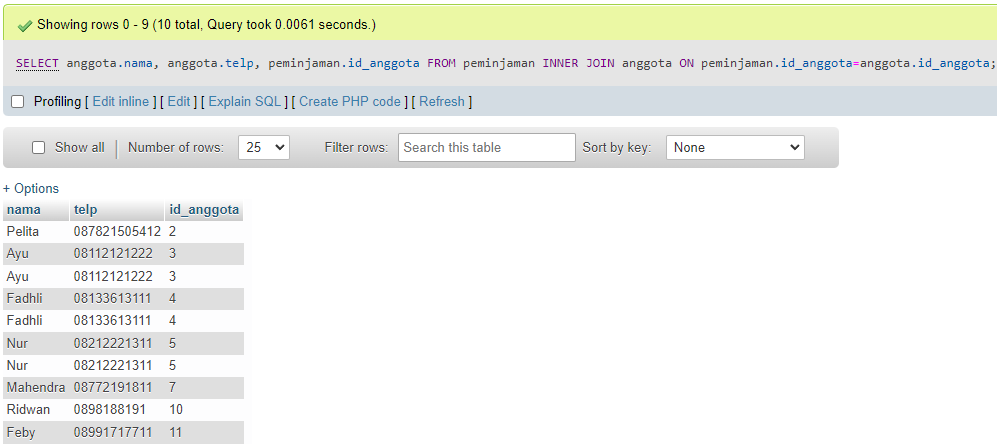 Showing rows 0 - 9 (10 total, Query took 0.0061 seconds.)
SELECT anggota.nama, anggota.telp, peminjaman.id_anggota FROM peminjaman INNER JOIN anggota ON peminjaman.id_anggota=anggota.id_anggota;
Profiling [ Edit inline ] [ Edit ] [ Explain SQL ] [ Create PHP code ] [ Refresh ]
Show all | Number of rows: 25 Filter rows: Search this table Sort by key: None
+ Options
nama telp id_anggota
Pelita 087821505412 2
Ayu 08112121222 3
Ayu 08112121222 3
Fadhli 08133613111 4
Fadhli 08133613111 4
Nur 08212221311 5
Nur 08212221311 5
Mahendra 08772191811 7
Ridwan 0898188191 10
Feby 08991717711 11